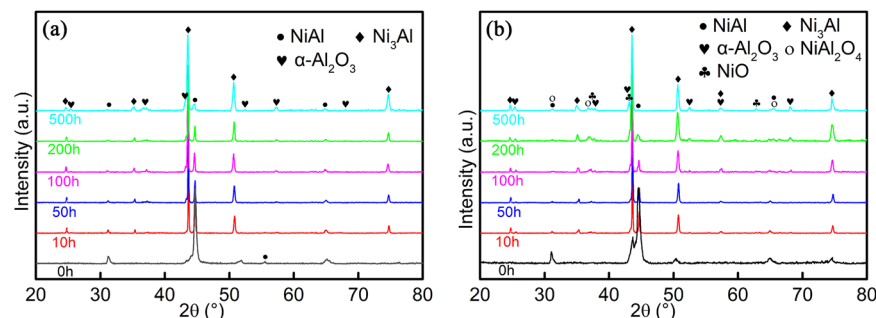 (a)
● NiAl ♦ Ni₃Al
♥ α-Al₂O₃
500h
200h
100h
50h
10h
0h
Intensity (a.u.)
20 30 40 50 60 70 80
2θ (°)
(b)
● NiAl ♦ Ni₃Al
♥ α-Al₂O₃ o NiAl₂O₄
♣ NiO
500h
200h
100h
50h
10h
0h
Intensity (a.u.)
20 30 40 50 60 70 80
2θ (°)